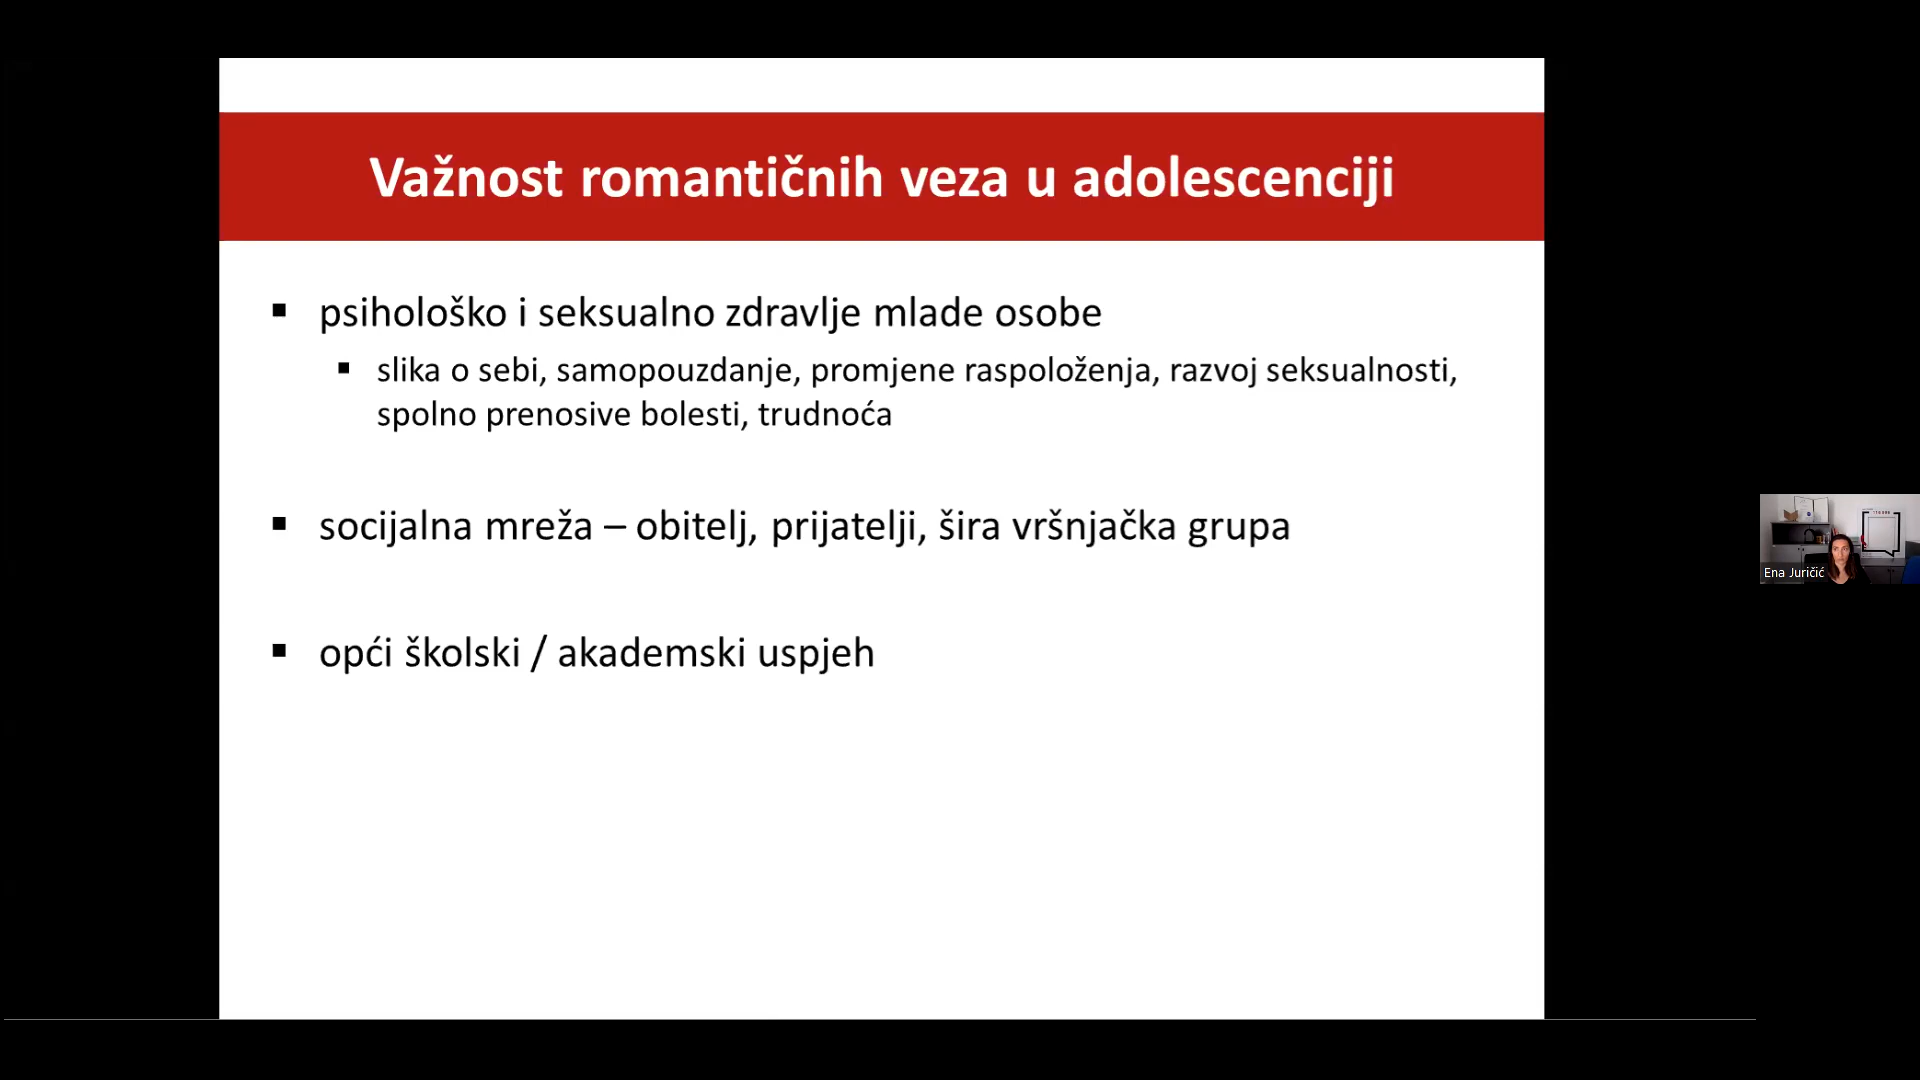 Važnost romantičnih veza u adolescenciji
▪ psihološko i seksualno zdravlje mlade osobe
▪ slika o sebi, samopouzdanje, promjene raspoloženja, razvoj seksualnosti,
spolno prenosive bolesti, trudnoća
▪ socijalna mreža – obitelj, prijatelji, šira vršnjačka grupa
▪ opći školski / akademski uspjeh
Ena Juričić